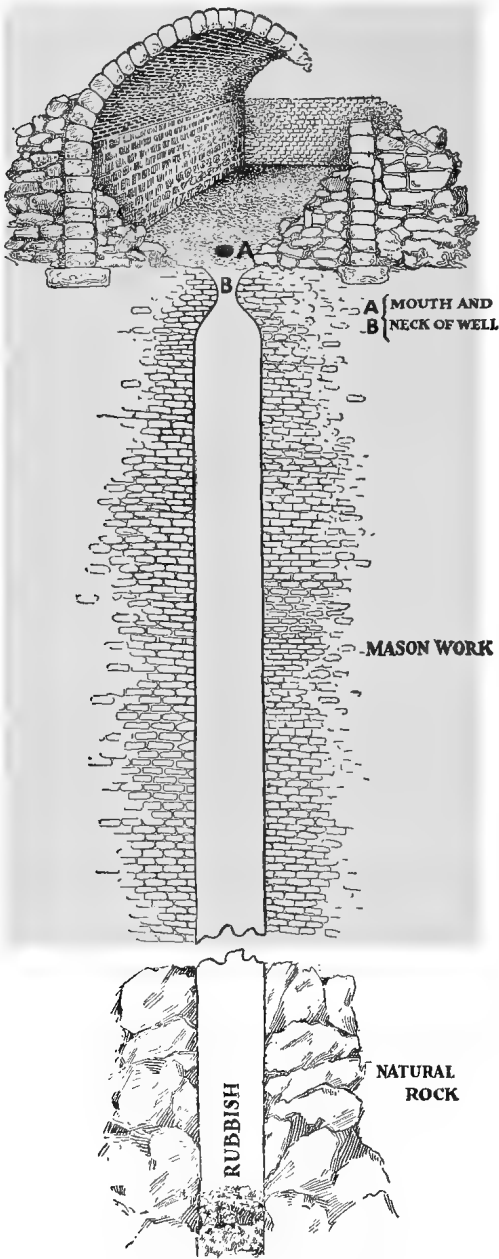 A
B
A { MOUTH AND
B { NECK OF WELL
MASON WORK
NATURAL
ROCK
RUBBISH